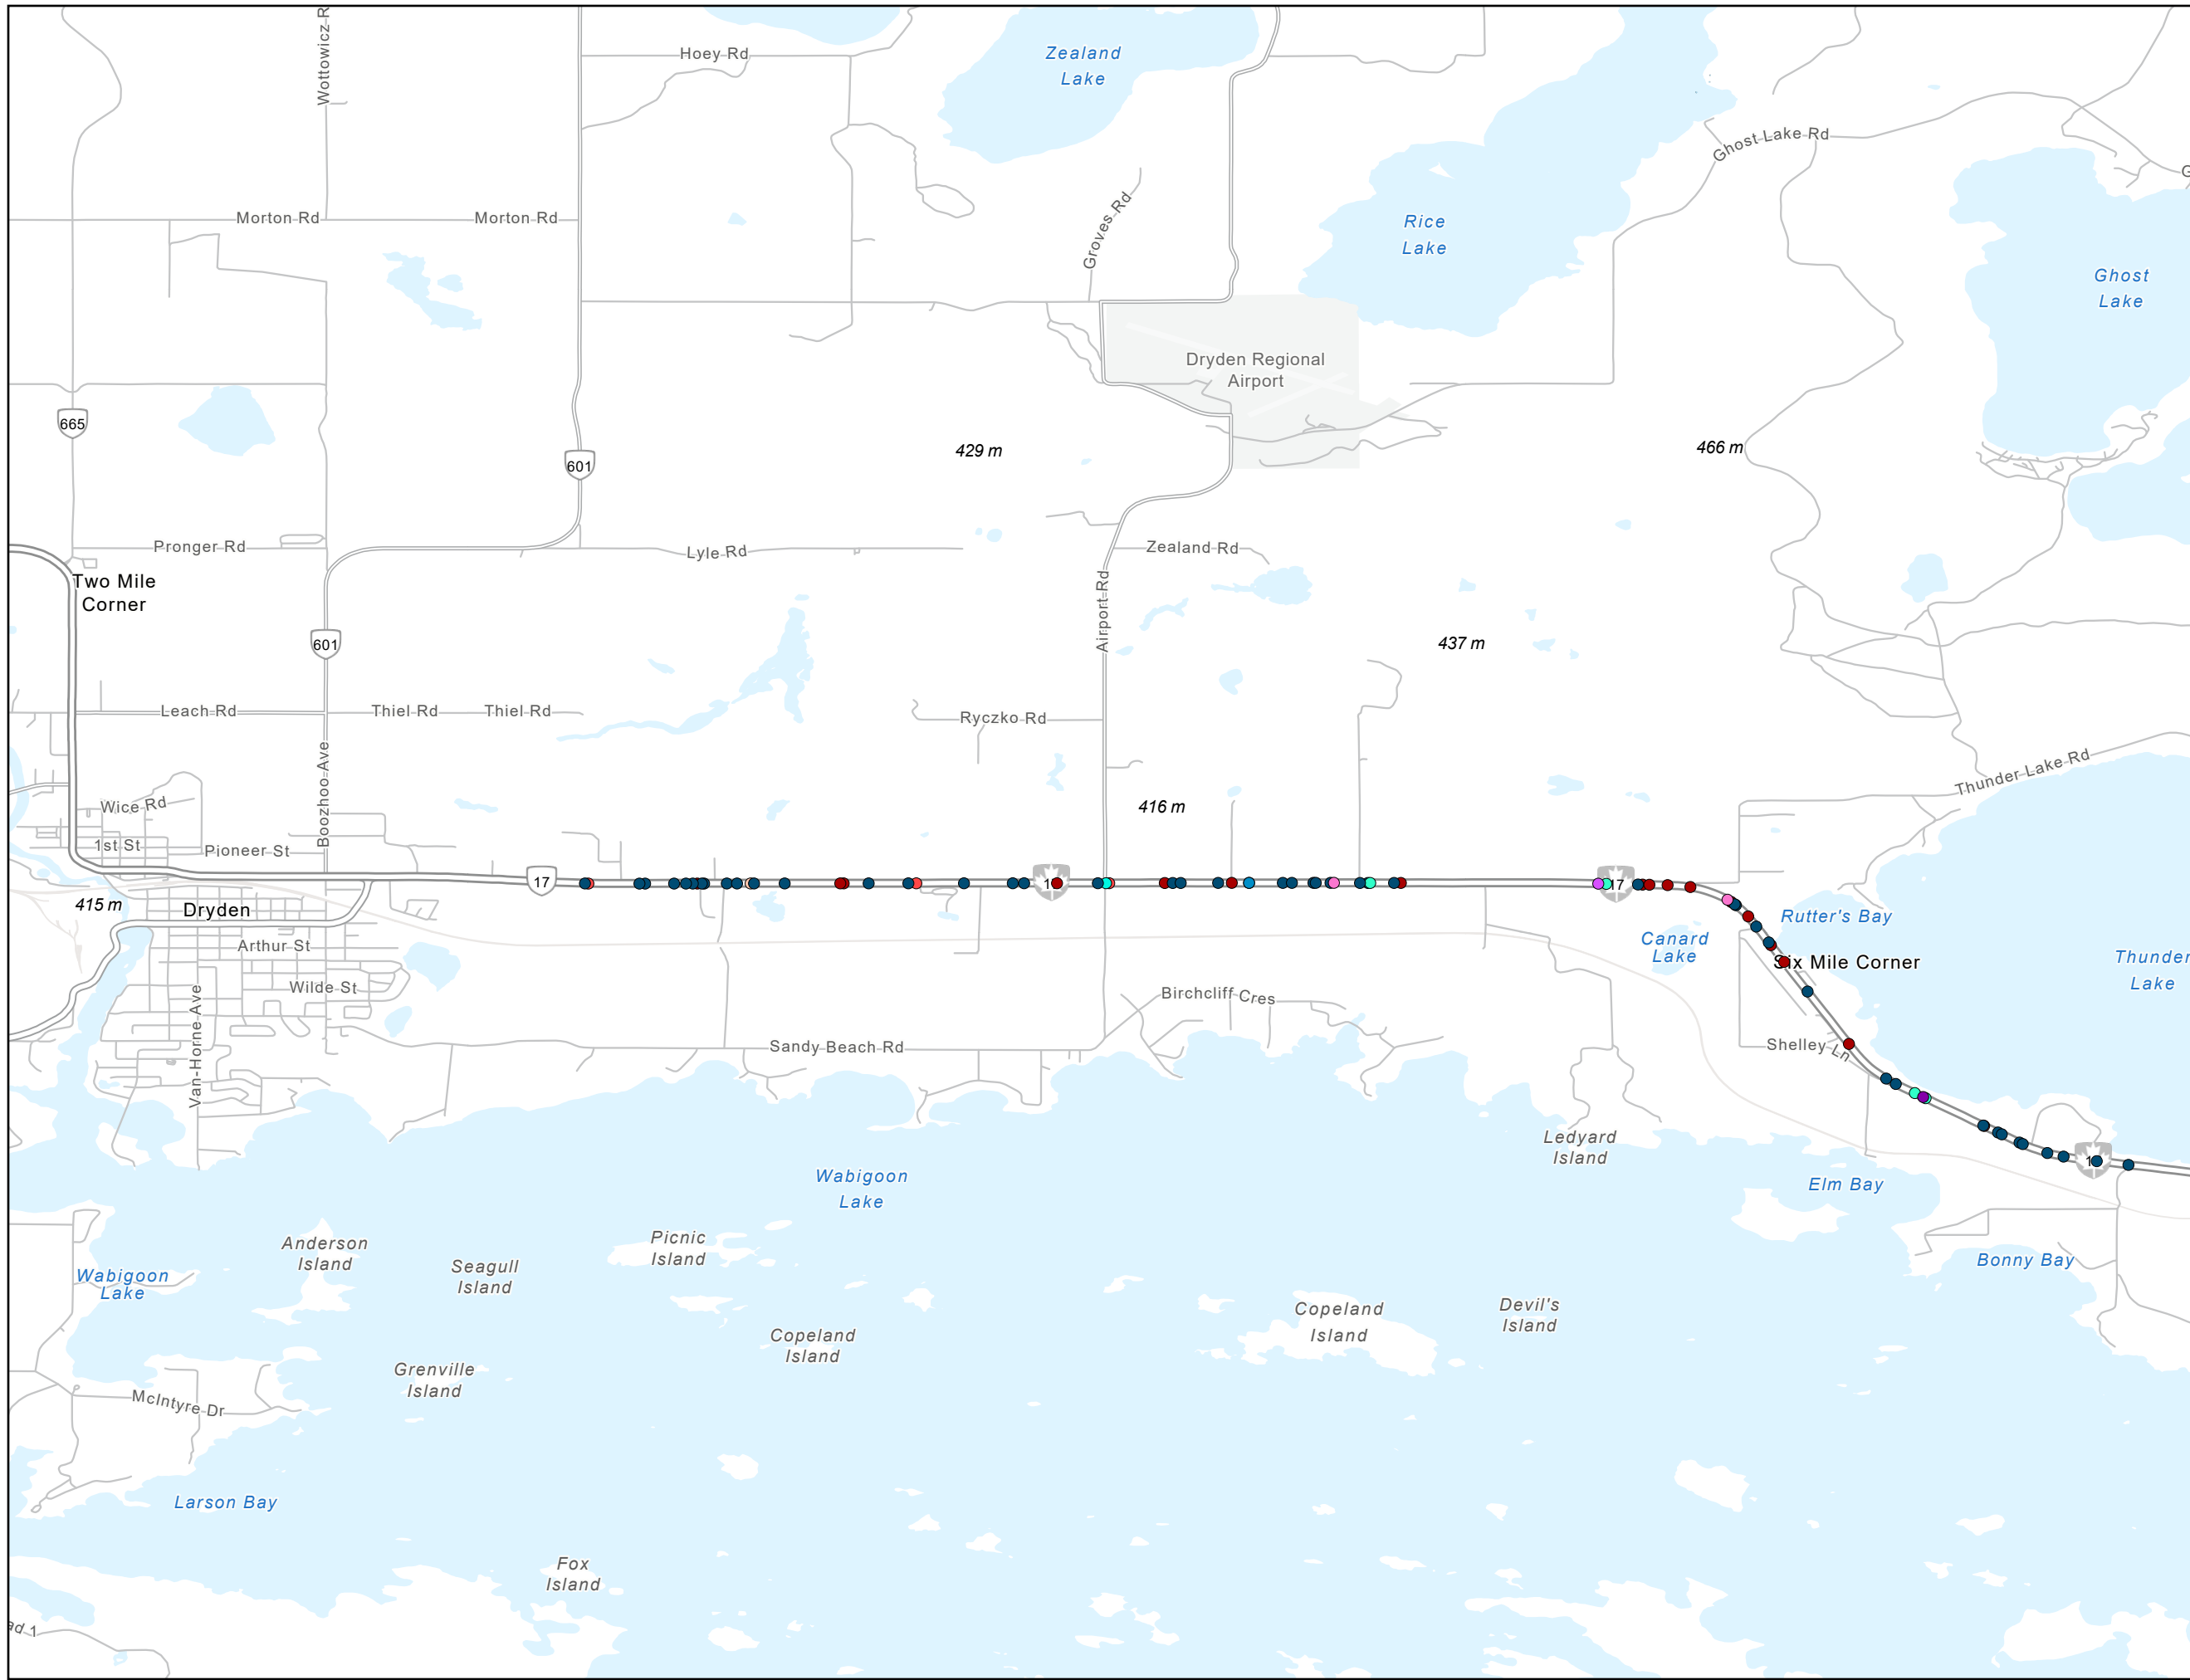 Wottowicz R
Hoey Rd
Zealand
Lake
Ghost Lake Rd
G
Morton Rd
Morton Rd
Groves Rd
Rice
Lake
Ghost
Lake
Dryden Regional
Airport
665
601
429 m
466 m
Pronger Rd
Lyle Rd
Zealand Rd
Two Mile
Corner
601
Airport Rd
437 m
Leach Rd
Thiel Rd
Thiel Rd
Ryczko Rd
Boozhoo Ave
Thunder Lake Rd
Wice Rd
416 m
1st St
Pioneer St
17
1
17
415 m
Dryden
Rutter's Bay
Arthur St
Canard
Lake
Six Mile Corner
Thunder
Lake
Wilde St
Van-Horne Ave
Birchcliff Cres
Sandy Beach Rd
Shelley Ln
Ledyard
Island
1
Wabigoon
Lake
Elm Bay
Anderson
Island
Picnic
Island
Seagull
Island
Bonny Bay
Wabigoon
Lake
Copeland
Island
Devil's
Island
Copeland
Island
Grenville
Island
McIntyre Dr
Larson Bay
Fox
Island
ad 1